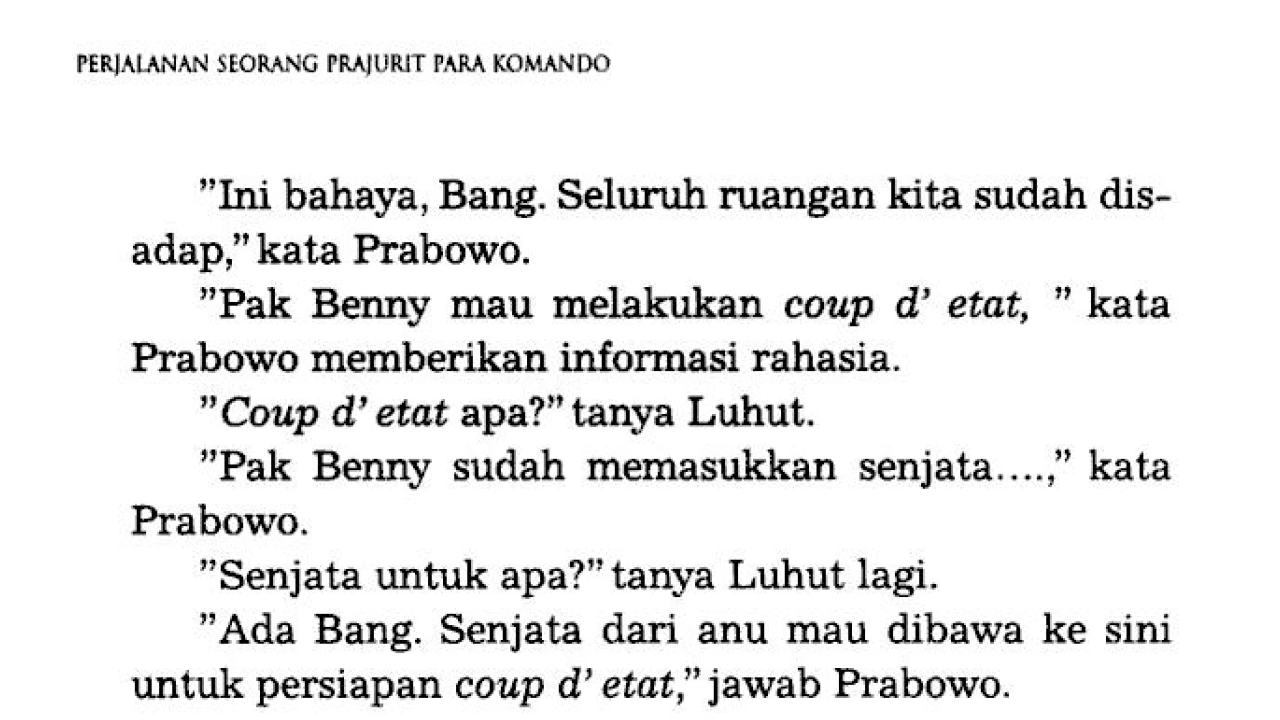 PERJALANAN SEORANG PRAJURIT PARA KOMANDO
”Ini bahaya, Bang. Seluruh ruangan kita sudah dis-
adap,” kata Prabowo.
”Pak Benny mau melakukan coup d’ etat, ” kata
Prabowo memberikan informasi rahasia.
”Coup d’ etat apa?” tanya Luhut.
”Pak Benny sudah memasukkan senjata....,” kata
Prabowo.
”Senjata untuk apa?” tanya Luhut lagi.
”Ada Bang. Senjata dari anu mau dibawa ke sini
untuk persiapan coup d’ etat,” jawab Prabowo.